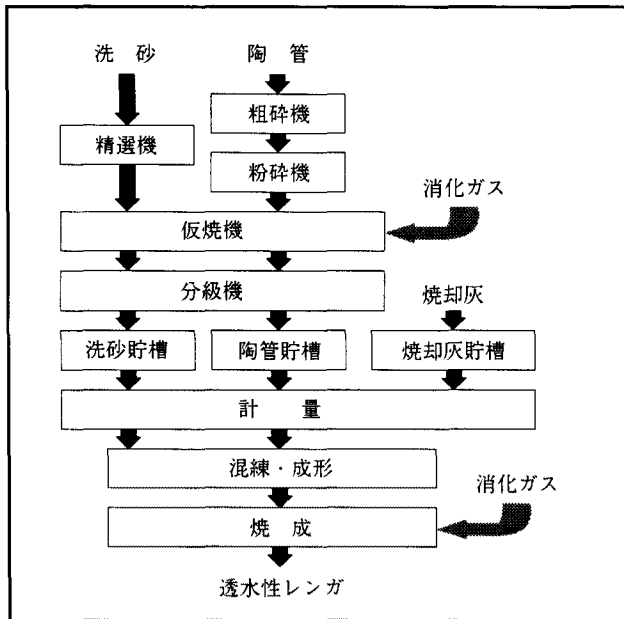 洗砂 陶管
粗砕機
精選機
粉砕機
消化ガス
仮焼機
分級機
焼却灰
洗砂貯槽 陶管貯槽 焼却灰貯槽
計量
混練・成形
消化ガス
焼成
透水性レンガ